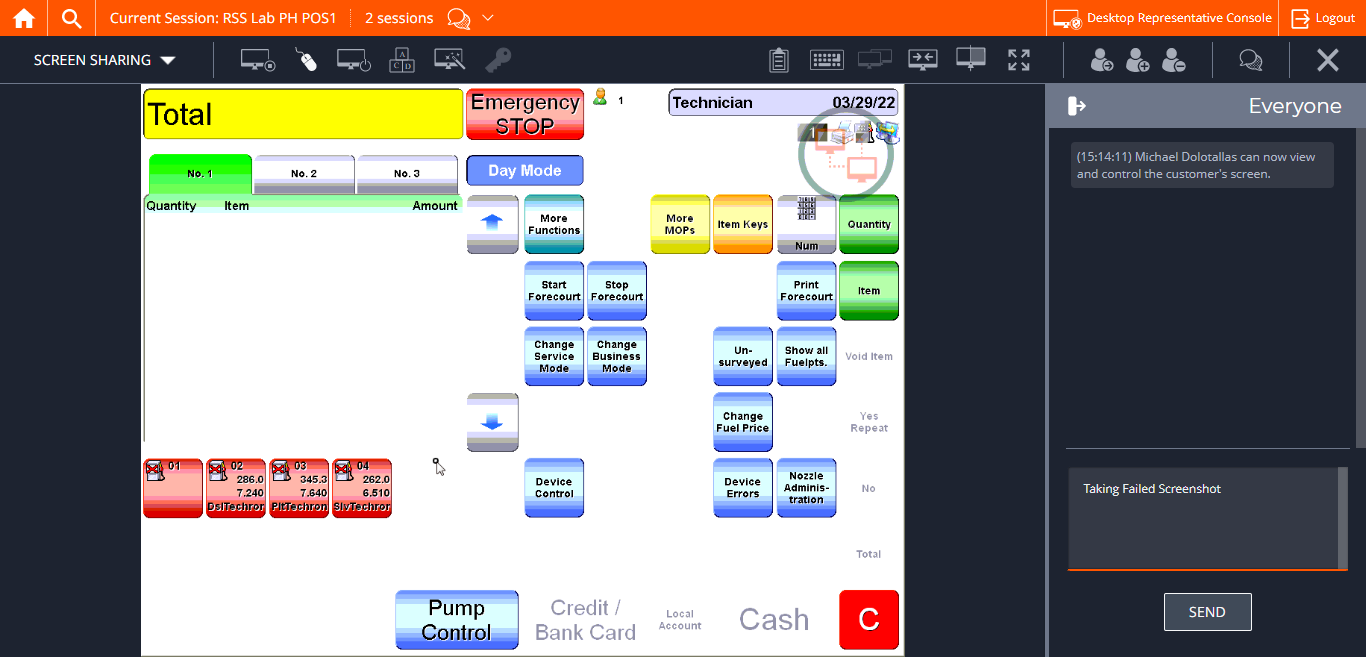 Current Session: RSS Lab PH POS1
2 sessions
Desktop Representative Console
Logout
SCREEN SHARING
A
C D
Total
Emergency
STOP
1
Technician
03/29/22
1
No. 1
No. 2
No. 3
Day Mode
Quantity Item Amount
More
Functions
More
MOPs
Item Keys
Num
Quantity
Start
Forecourt
Stop
Forecourt
Print
Forecourt
Item
Change
Service
Mode
Change
Business
Mode
Un-
surveyed
Show all
Fuelpts.
Void Item
Change
Fuel Price
Yes
Repeat
01
02
286.0
7.240
DslTechror
03
345.3
7.640
PltTechron
04
262.0
6.510
SlvTechror
Device
Control
Device
Errors
Nozzle
Adminis-
tration
No
Total
Pump
Control
Credit /
Bank Card
Local
Account
Cash
C
Everyone
(15:14:11) Michael Dolotallas can now view
and control the customer's screen.
Taking Failed Screenshot
SEND